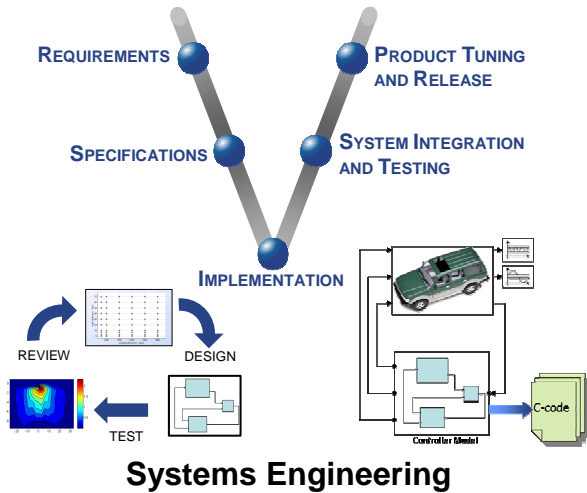 REQUIREMENTS
PRODUCT TUNING
AND RELEASE
SPECIFICATIONS
SYSTEM INTEGRATION
AND TESTING
IMPLEMENTATION
REVIEW
DESIGN
TEST
Controller Model
C-code
Systems Engineering